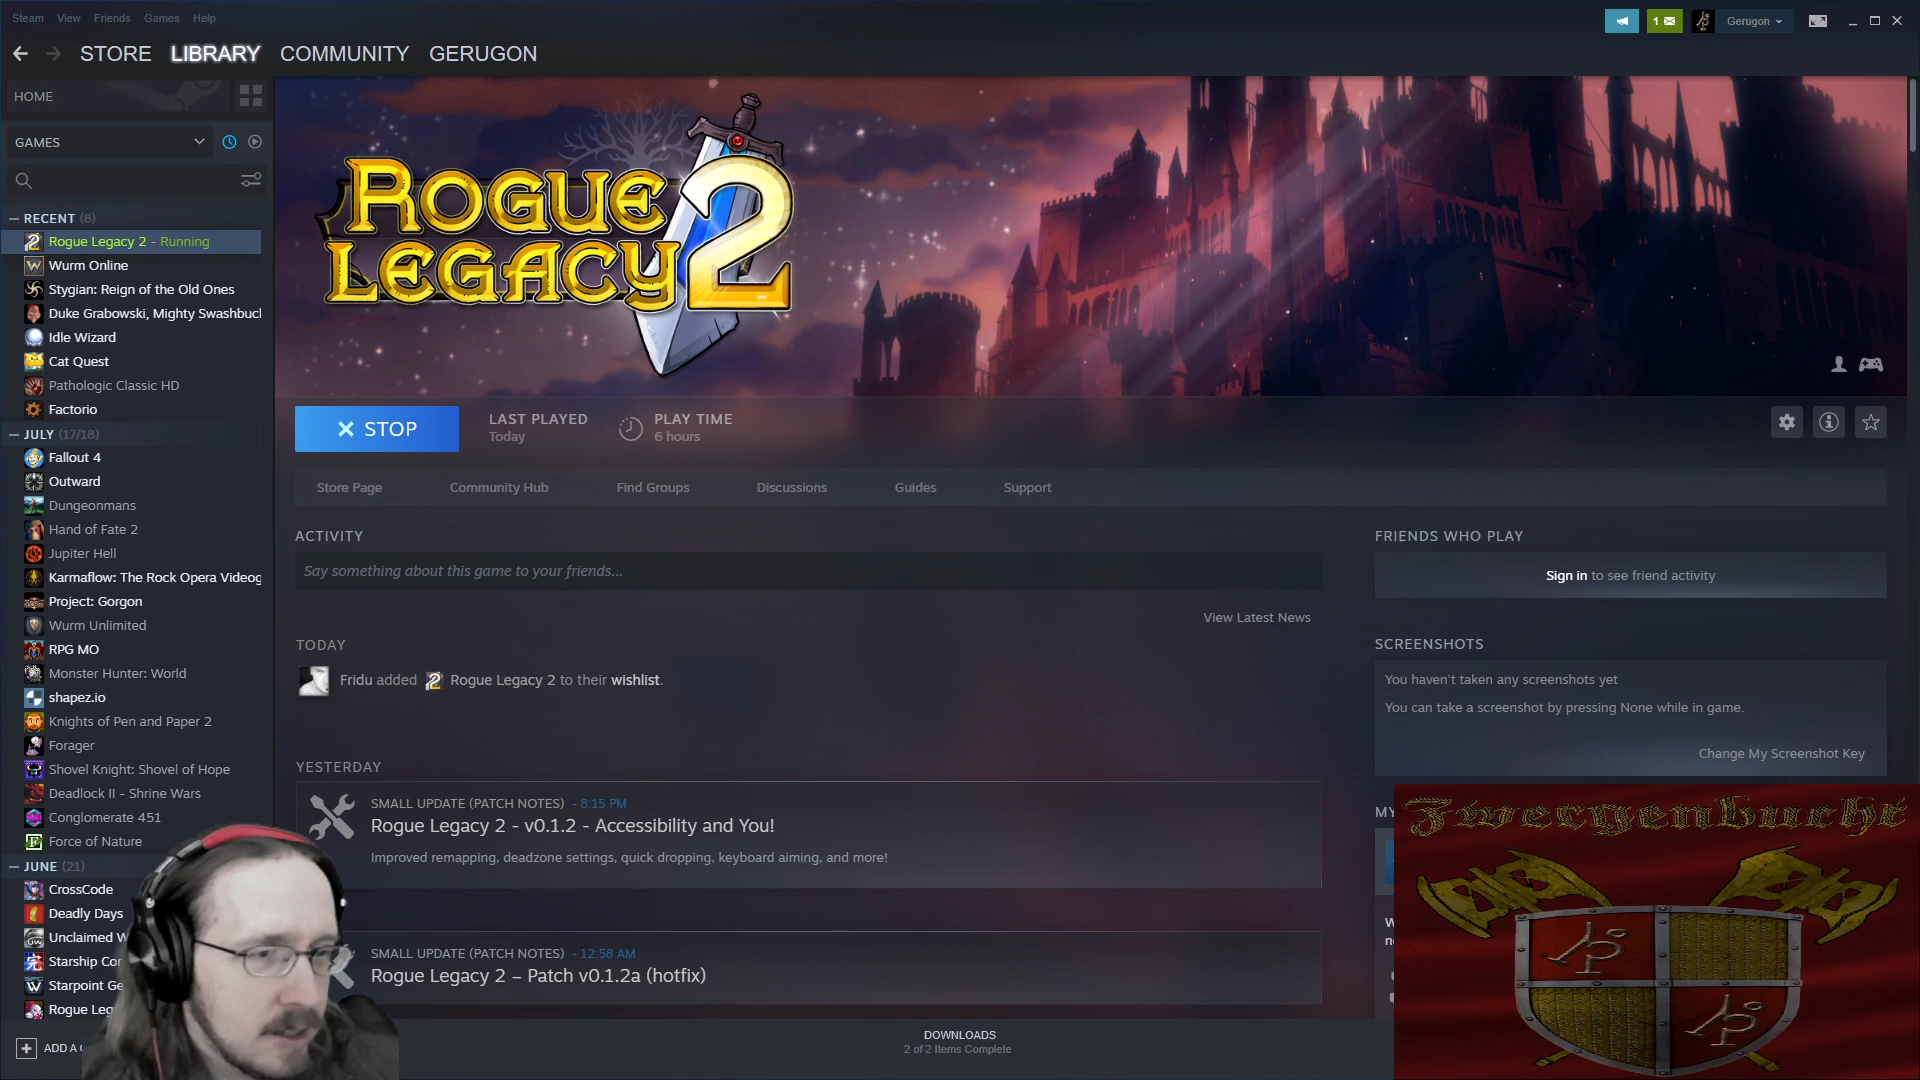 Steam View Friends Games Help
1
Gerugon
STORE LIBRARY COMMUNITY GERUGON
HOME
GAMES
RECENT (8)
Rogue Legacy 2 - Running
Wurm Online
Stygian: Reign of the Old Ones
Duke Grabowski, Mighty Swashbuckl
Idle Wizard
Cat Quest
Pathologic Classic HD
Factorio
JULY (17/18)
Fallout 4
Outward
Dungeonmans
Hand of Fate 2
Jupiter Hell
Karmaflow: The Rock Opera Videog
Project: Gorgon
Wurm Unlimited
RPG MO
Monster Hunter: World
shapez.io
Knights of Pen and Paper 2
Forager
Shovel Knight: Shovel of Hope
Deadlock II - Shrine Wars
Conglomerate 451
Force of Nature
JUNE (21)
CrossCode
Deadly Days
Unclaimed W
Starship Cor
Starpoint Ge
Rogue Leg
ADD A G
ROGUE
LEGACY 2
STOP
LAST PLAYED
Today
PLAY TIME
6 hours
Store Page Community Hub Find Groups Discussions Guides Support
ACTIVITY
Say something about this game to your friends...
View Latest News
TODAY
Fridu added Rogue Legacy 2 to their wishlist.
YESTERDAY
SMALL UPDATE (PATCH NOTES) - 8:15 PM
Rogue Legacy 2 - v0.1.2 - Accessibility and You!
Improved remapping, deadzone settings, quick dropping, keyboard aiming, and more!
SMALL UPDATE (PATCH NOTES) - 12:58 AM
Rogue Legacy 2 – Patch v0.1.2a (hotfix)
FRIENDS WHO PLAY
Sign in to see friend activity
SCREENSHOTS
You haven't taken any screenshots yet
You can take a screenshot by pressing None while in game.
Change My Screenshot Key
MY
Zwergenbucht
DOWNLOADS
2 of 2 Items Complete